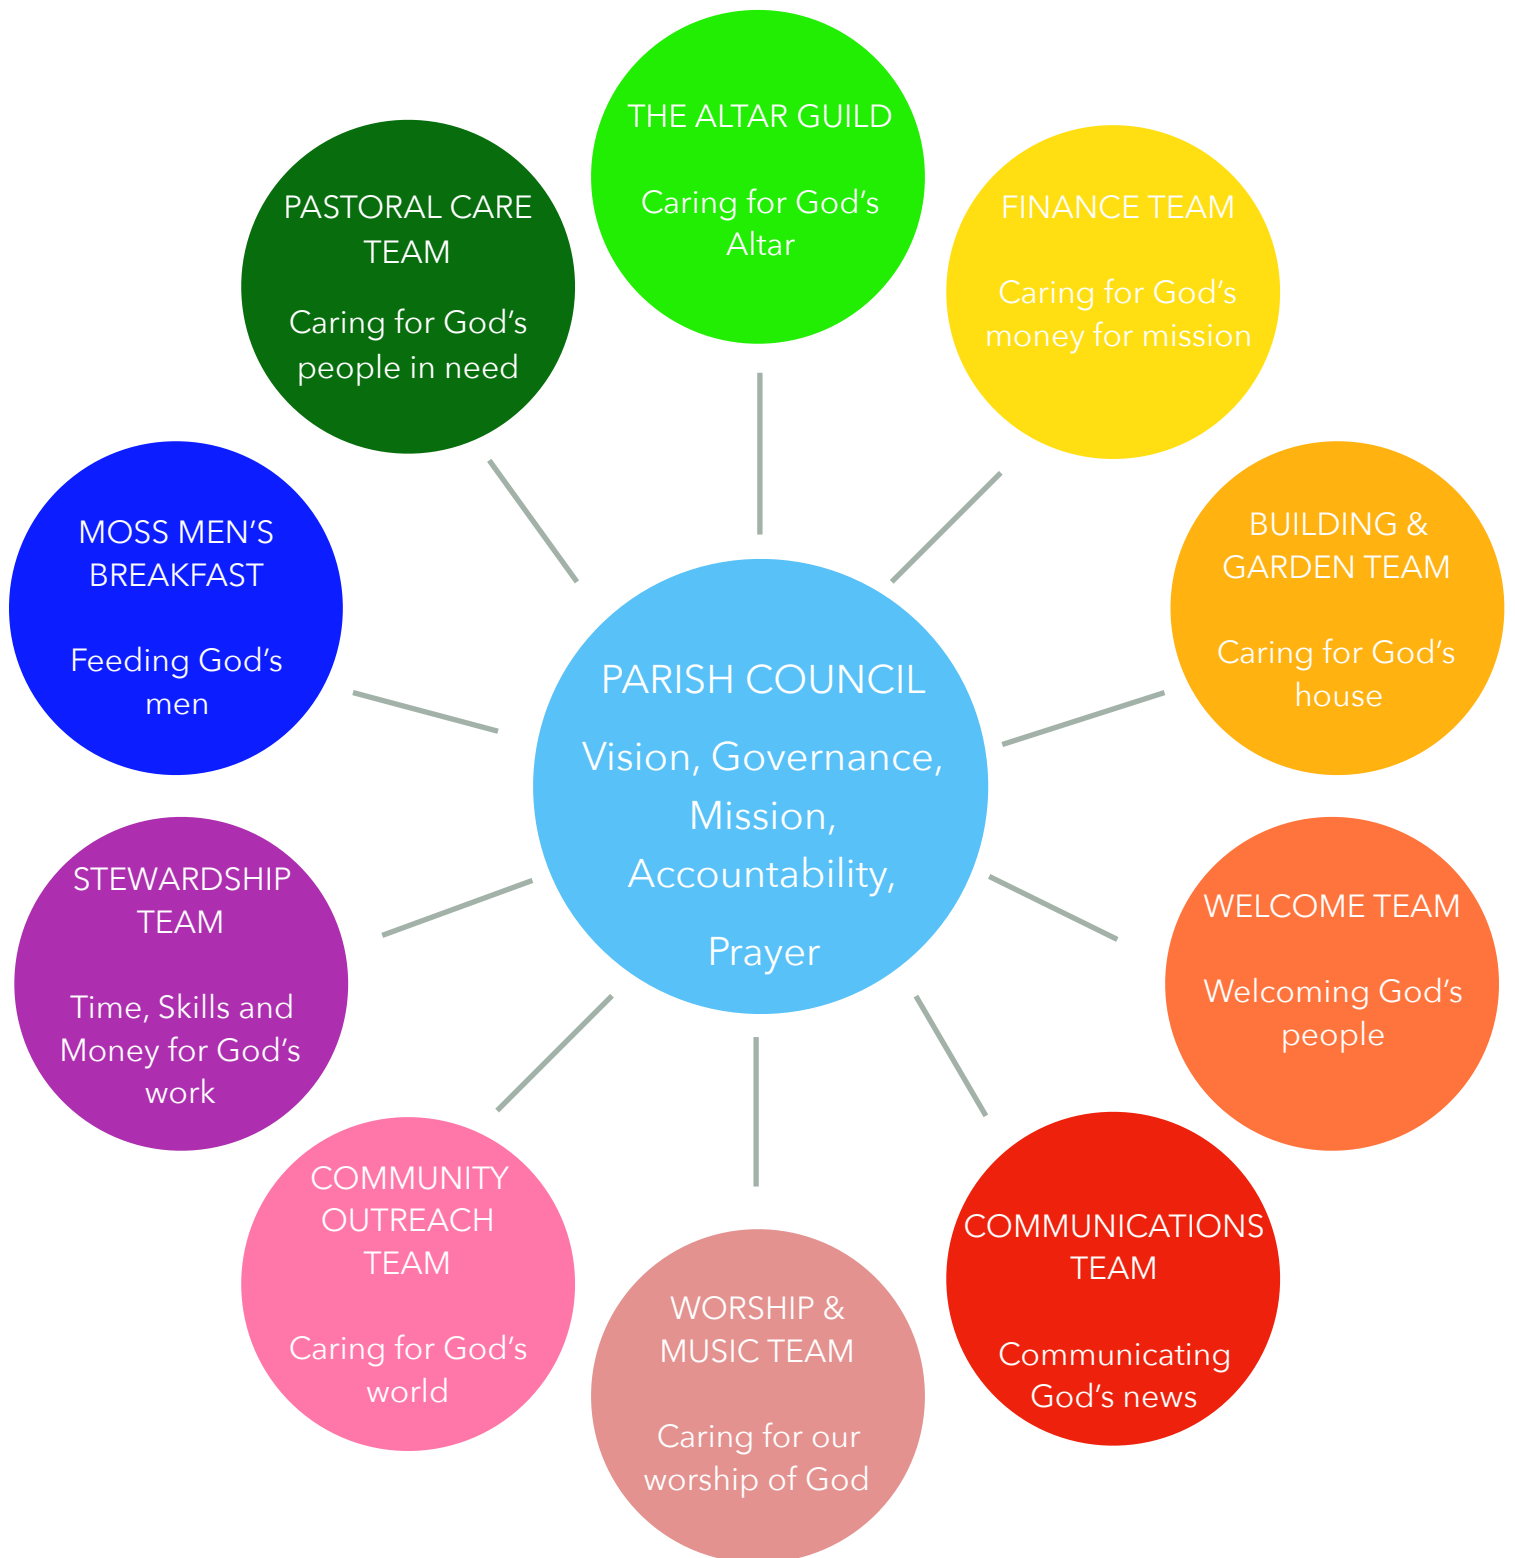 THE ALTAR GUILD
Caring for God’s
Altar
FINANCE TEAM
Caring for God’s
money for mission
BUILDING &
GARDEN TEAM
Caring for God’s
house
WELCOME TEAM
Welcoming God’s
people
COMMUNICATIONS
TEAM
Communicating
God’s news
WORSHIP &
MUSIC TEAM
Caring for our
worship of God
COMMUNITY
OUTREACH
TEAM
Caring for God’s
world
STEWARDSHIP
TEAM
Time, Skills and
Money for God’s
work
MOSS MEN’S
BREAKFAST
Feeding God’s
men
PASTORAL CARE
TEAM
Caring for God’s
people in need
PARISH COUNCIL
Vision, Governance,
Mission,
Accountability,
Prayer